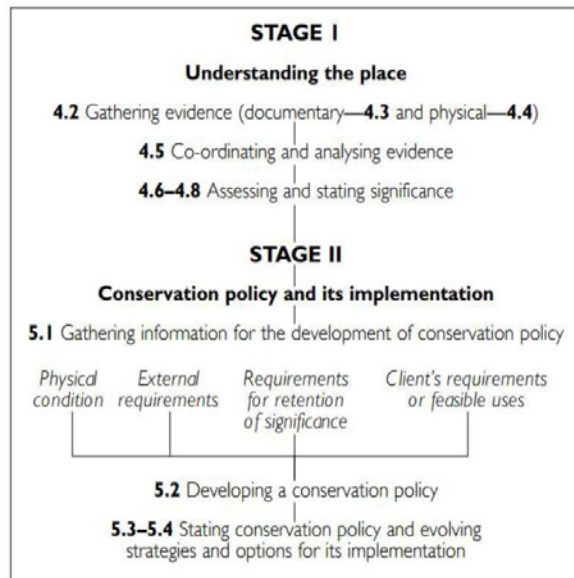 STAGE I
Understanding the place
4.2 Gathering evidence (documentary—4.3 and physical—4.4)
4.5 Co-ordinating and analysing evidence
4.6–4.8 Assessing and stating significance
STAGE II
Conservation policy and its implementation
5.1 Gathering information for the development of conservation policy
Physical
condition
External
requirements
Requirements
for retention
of significance
Client's requirements
or feasible uses
5.2 Developing a conservation policy
5.3–5.4 Stating conservation policy and evolving
strategies and options for its implementation